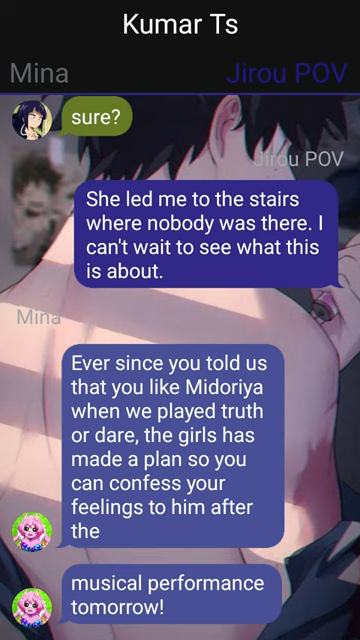 Kumar Ts
Mina
Jirou POV
sure?
Jirou POV
She led me to the stairs
where nobody was there. I
can't wait to see what this
is about.
Mina
Ever since you told us
that you like Midoriya
when we played truth
or dare, the girls has
made a plan so you
can confess your
feelings to him after
the
musical performance
tomorrow!